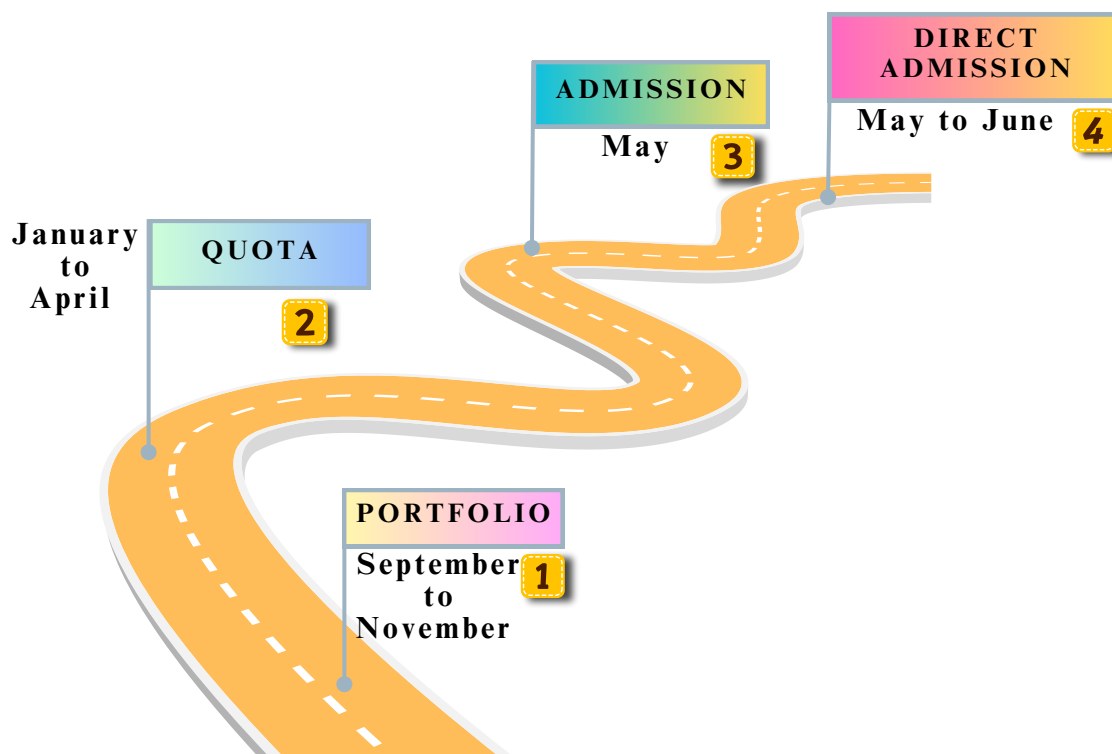 DIRECT
ADMISSION
May to June
4
ADMISSION
May
3
January
to
April
QUOTA
2
PORTFOLIO
September
to
November
1